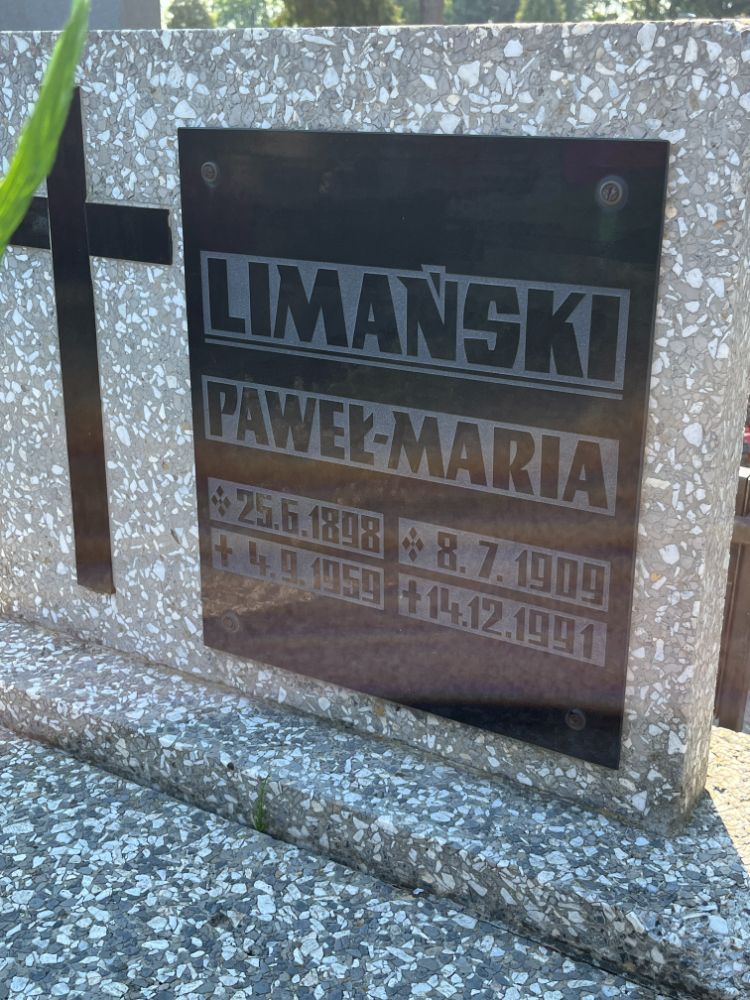 LIMAŃSKI
PAWEŁ-MARIA
25.6.1898 8.7.1909
† 4.9.1959 †14.12.1991